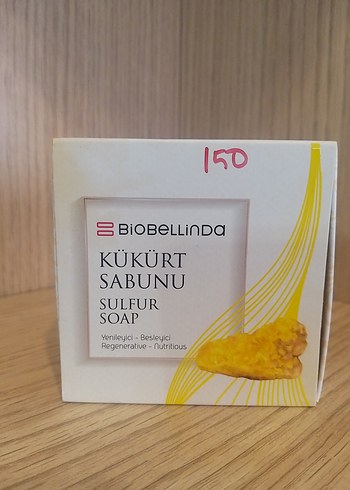 150
BIOBELLINDA
KÜKÜRT
SABUNU
SULFUR
SOAP
Yenileyici - Besleyici
Regenerative - Nutritious